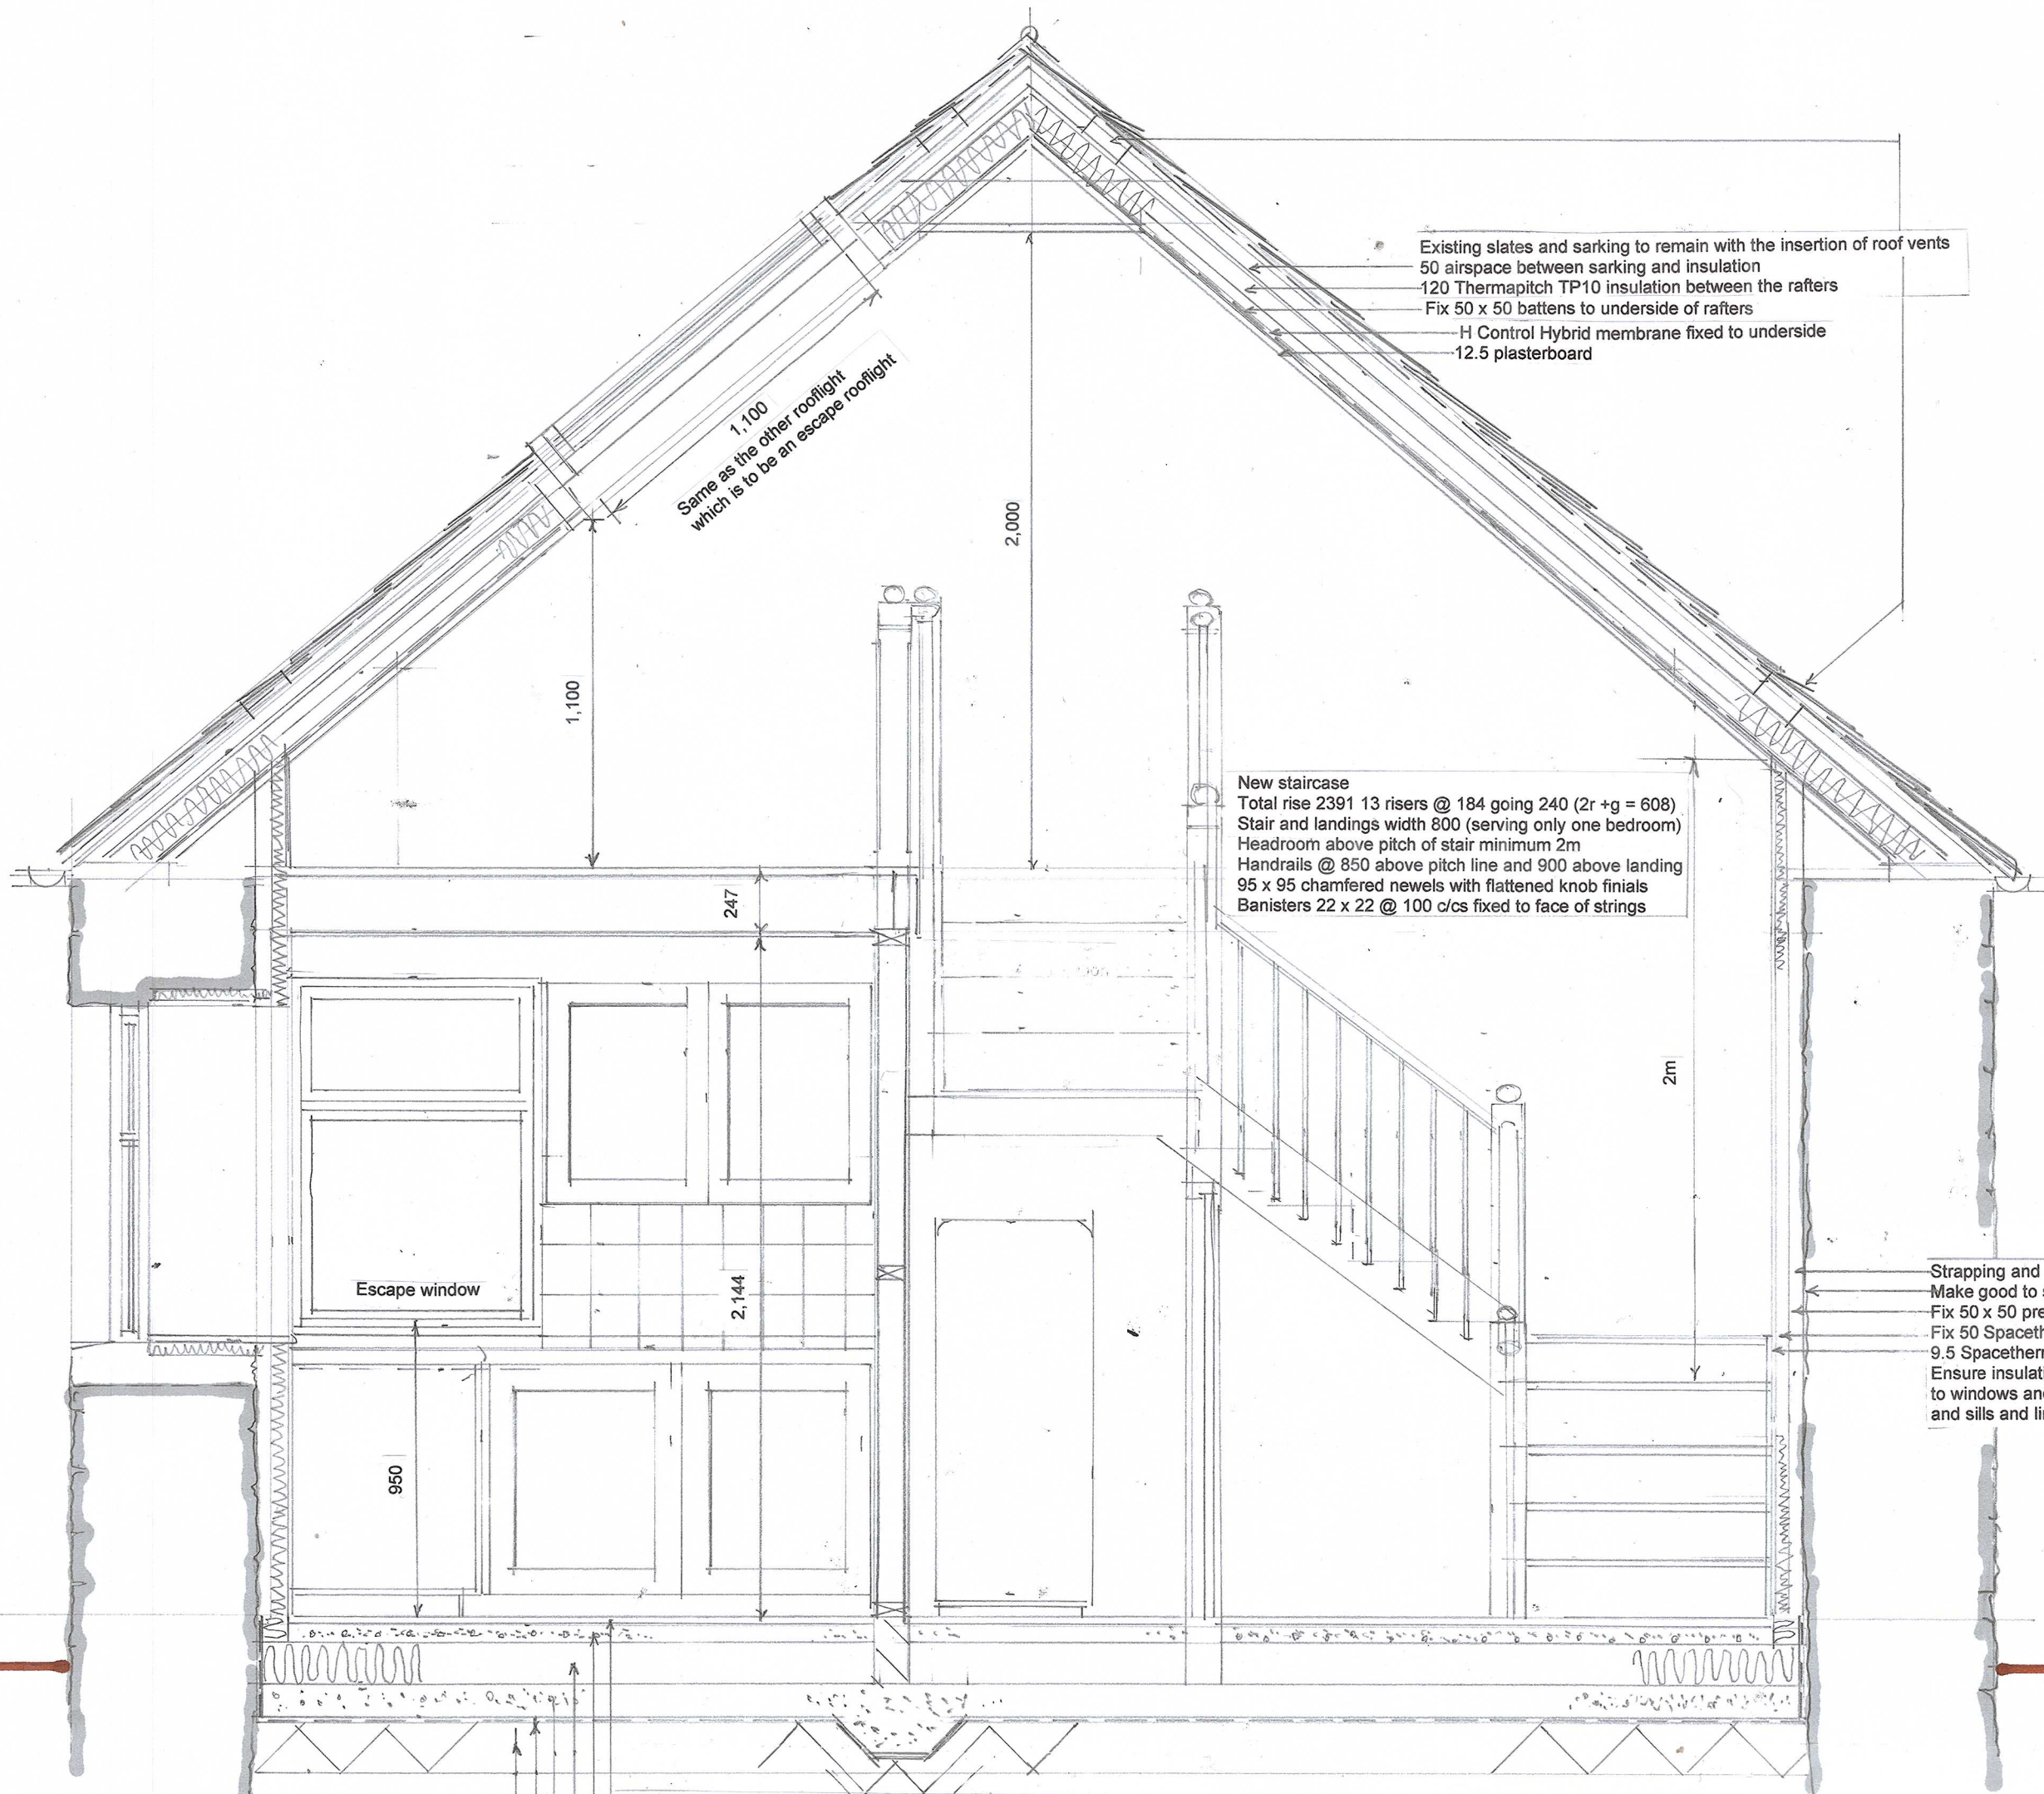 Existing slates and sarking to remain with the insertion of roof vents
50 airspace between sarking and insulation
120 Thermapitch TP10 insulation between the rafters
Fix 50 x 50 battens to underside of rafters
H Control Hybrid membrane fixed to underside
12.5 plasterboard
1,100
Same as the other rooflight
which is to be an escape rooflight
2,000
1,100
New staircase
Total rise 2391 13 risers @ 184 going 240 (2r +g = 608)
Stair and landings width 800 (serving only one bedroom)
Headroom above pitch of stair minimum 2m
Handrails @ 850 above pitch line and 900 above landing
95 x 95 chamfered newels with flattened knob finials
Banisters 22 x 22 @ 100 c/cs fixed to face of strings
247
2m
Escape window
2,144
950
Strapping and
Make good to
Fix 50 x 50
Fix 50
9.5
Ensure
to windows
and sills and